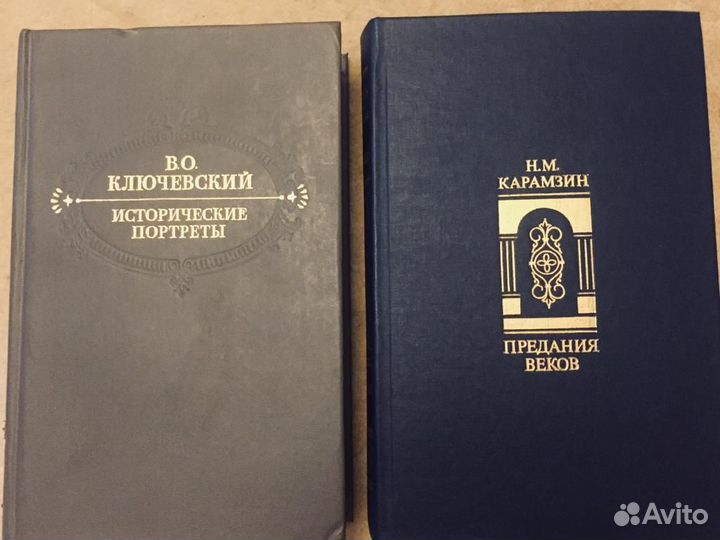 В.О.
КЛЮЧЕВСКИЙ
ИСТОРИЧЕСКИЕ
ПОРТРЕТЫ
Н.М.
КАРАМЗИН
ПРЕДАНИЯ
ВЕКОВ
Avito